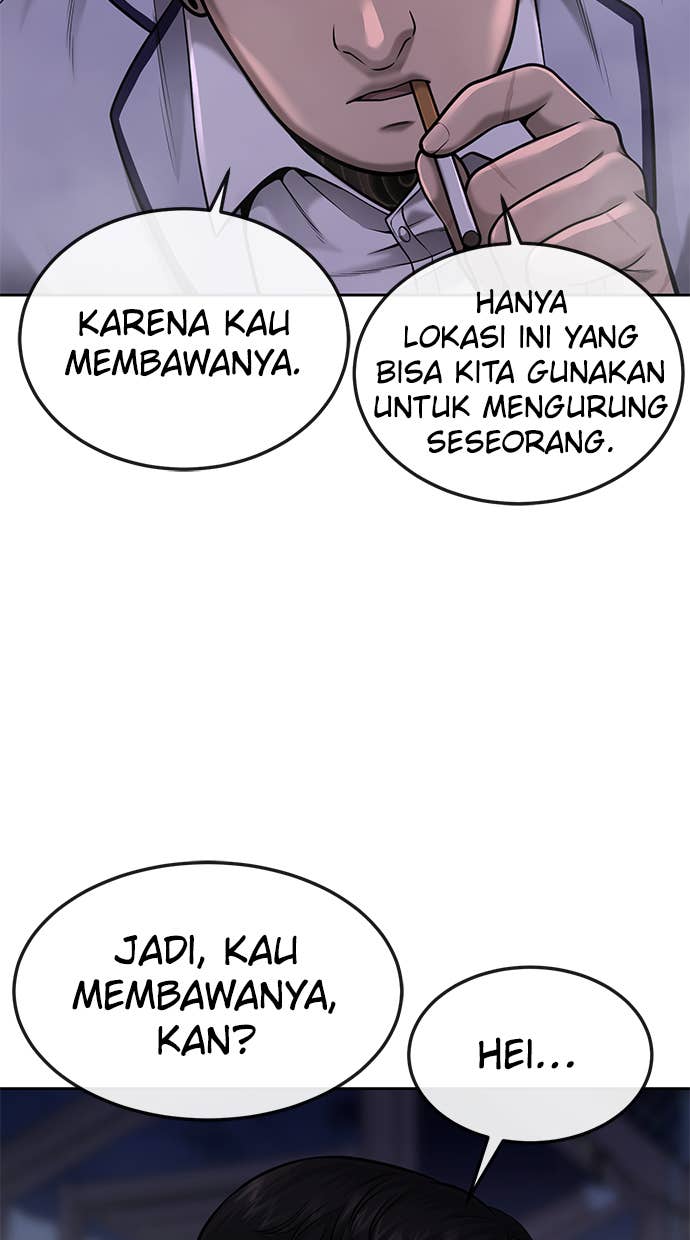 KARENA KAU
MEMBAWANYA.
HANYA
LOKASI INI YANG
BISA KITA GUNAKAN
UNTUK MENGURUNG
SESEORANG.
JADI, KAU
MEMBAWANYA,
KAN?
HEI...